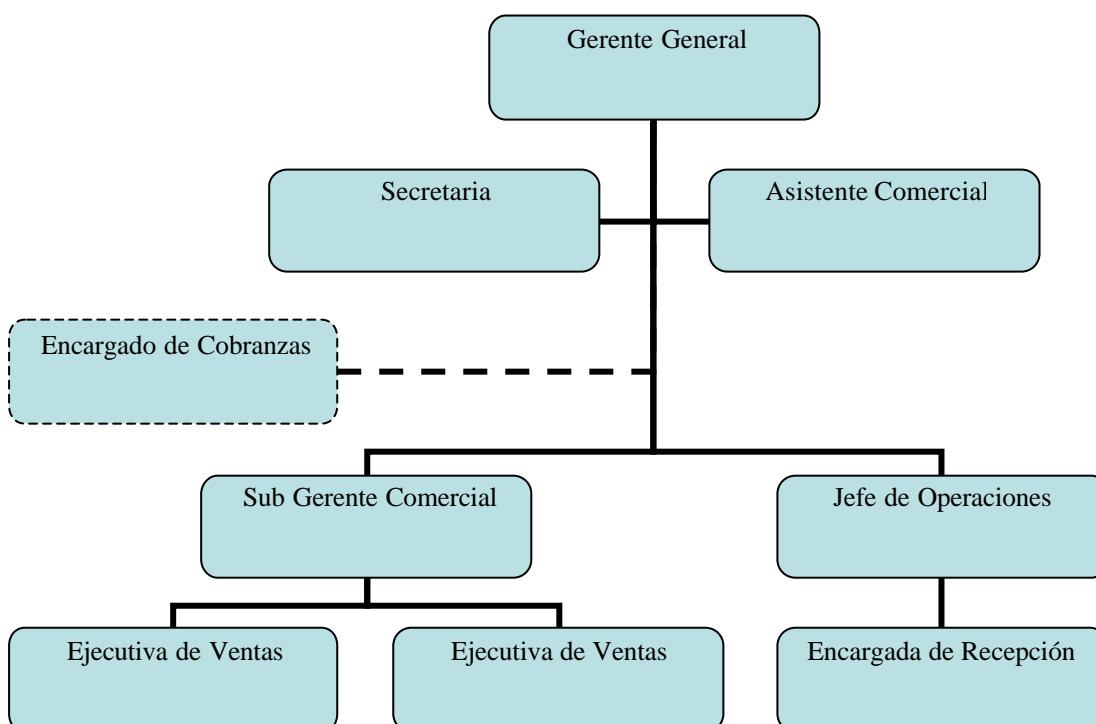 Gerente General
Secretaria
Asistente Comercial
Encargado de Cobranzas
Sub Gerente Comercial
Jefe de Operaciones
Ejecutiva de Ventas
Ejecutiva de Ventas
Encargada de Recepción